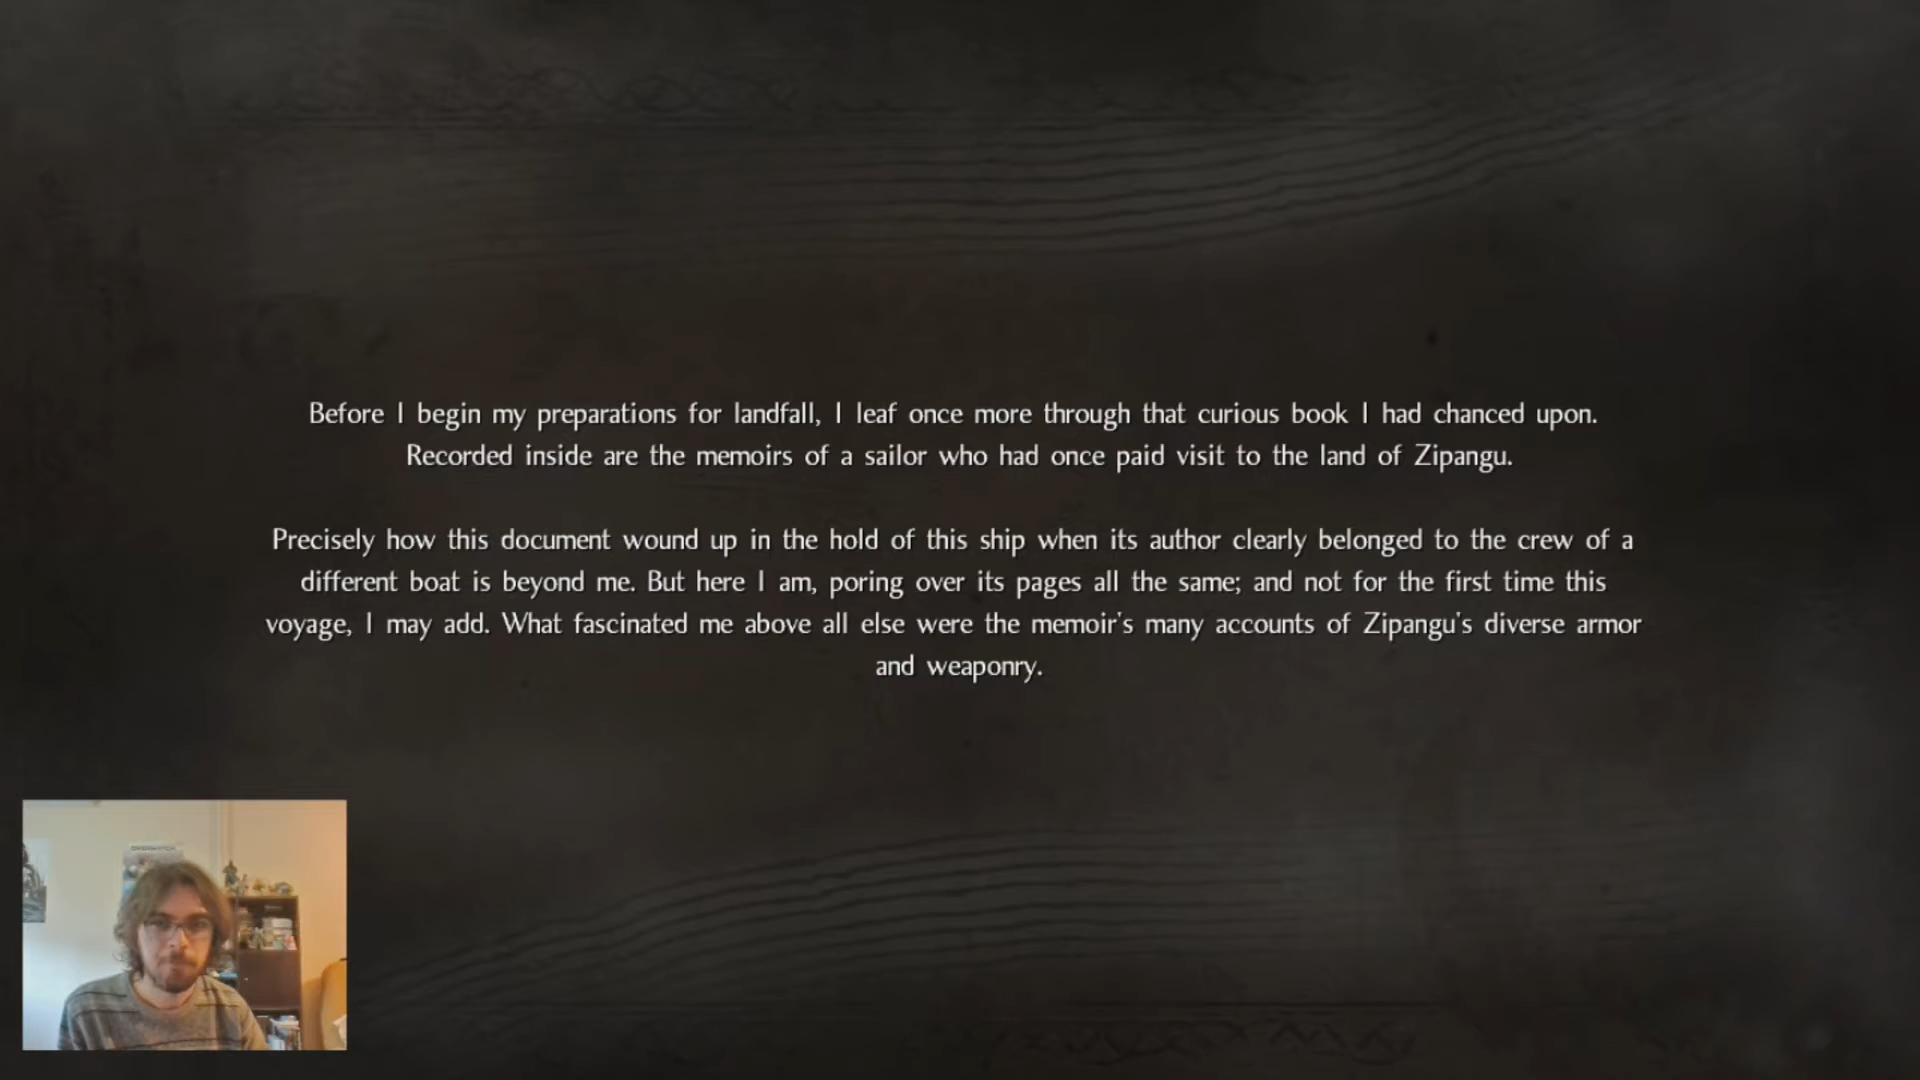 Before I begin my preparations for landfall, I leaf once more through that curious book I had chanced upon.
Recorded inside are the memoirs of a sailor who had once paid visit to the land of Zipangu.
Precisely how this document wound up in the hold of this ship when its author clearly belonged to the crew of a
different boat is beyond me. But here I am, poring over its pages all the same; and not for the first time this
voyage, I may add. What fascinated me above all else were the memoir's many accounts of Zipangu's diverse armor
and weaponry.